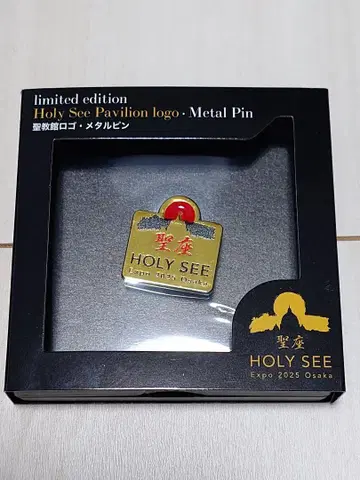 limited edition
Holy See Pavilion logo · Metal Pin
聖教館ロゴ・メタルピン
聖座
HOLY SEE
Expo 2025 Osaka
聖座
HOLY SEE
Expo 2025 Osaka